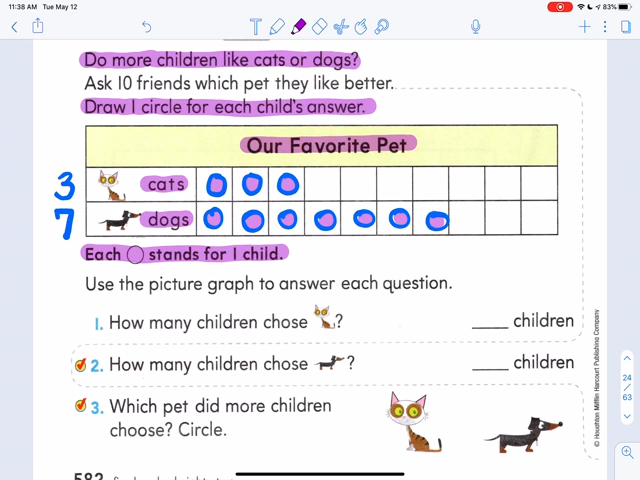 11:38 AM Tue May 12
83%
Do more children like cats or dogs?
Ask 10 friends which pet they like better.
Draw 1 circle for each child's answer.
Our Favorite Pet
3 cats
7 dogs
Each ◯ stands for 1 child.
Use the picture graph to answer each question.
1. How many children chose ? ____ children
2. How many children chose ? ____ children
3. Which pet did more children
choose? Circle.
© Houghton Mifflin Harcourt Publishing Company
24
/
63
582